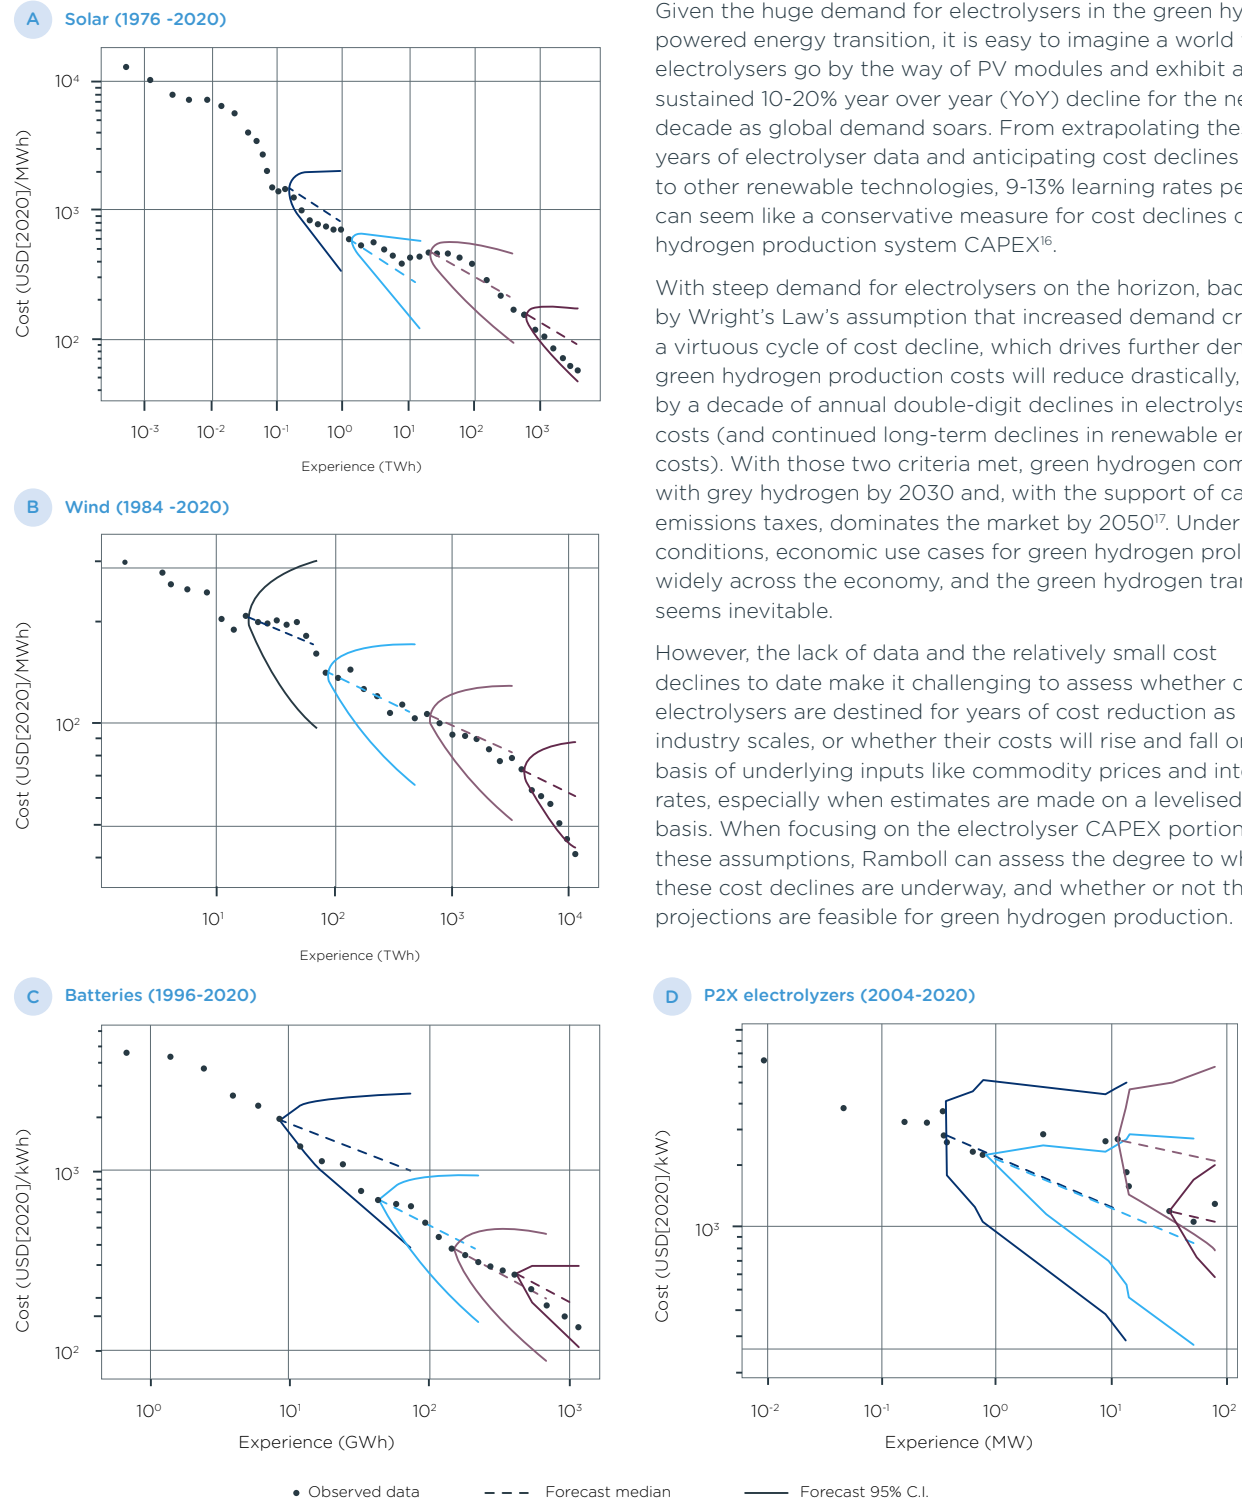 A Solar (1976 -2020)
Cost (USD[2020]/MWh)
10⁴
10³
10²
10⁻³ 10⁻² 10⁻¹ 10⁰ 10¹ 10² 10³
Experience (TWh)
B Wind (1984 -2020)
Cost (USD[2020]/MWh)
10²
10¹ 10² 10³ 10⁴
Experience (TWh)
Given the huge demand for electrolysers in the green hy
powered energy transition, it is easy to imagine a world
electrolysers go by the way of PV modules and exhibit a
sustained 10-20% year over year (YoY) decline for the ne
decade as global demand soars. From extrapolating the
years of electrolyser data and anticipating cost declines
to other renewable technologies, 9-13% learning rates pe
can seem like a conservative measure for cost declines o
hydrogen production system CAPEX¹⁶.
With steep demand for electrolysers on the horizon, bac
by Wright’s Law’s assumption that increased demand cr
a virtuous cycle of cost decline, which drives further der
green hydrogen production costs will reduce drastically,
by a decade of annual double-digit declines in electrolys
costs (and continued long-term declines in renewable er
costs). With those two criteria met, green hydrogen com
with grey hydrogen by 2030 and, with the support of ca
emissions taxes, dominates the market by 2050¹⁷. Under
conditions, economic use cases for green hydrogen prol
widely across the economy, and the green hydrogen tran
seems inevitable.
However, the lack of data and the relatively small cost
declines to date make it challenging to assess whether o
electrolysers are destined for years of cost reduction as
industry scales, or whether their costs will rise and fall or
basis of underlying inputs like commodity prices and inte
rates, especially when estimates are made on a levelised
basis. When focusing on the electrolyser CAPEX portion
these assumptions, Ramboll can assess the degree to wh
these cost declines are underway, and whether or not th
projections are feasible for green hydrogen production.
C Batteries (1996-2020)
Cost (USD[2020]/kWh)
10³
10²
10⁰ 10¹ 10² 10³
Experience (GWh)
D P2X electrolyzers (2004-2020)
Cost (USD[2020]/kW)
10³
10⁻² 10⁻¹ 10⁰ 10¹ 10²
Experience (MW)
Observed data Forecast median Forecast 95% C.I.